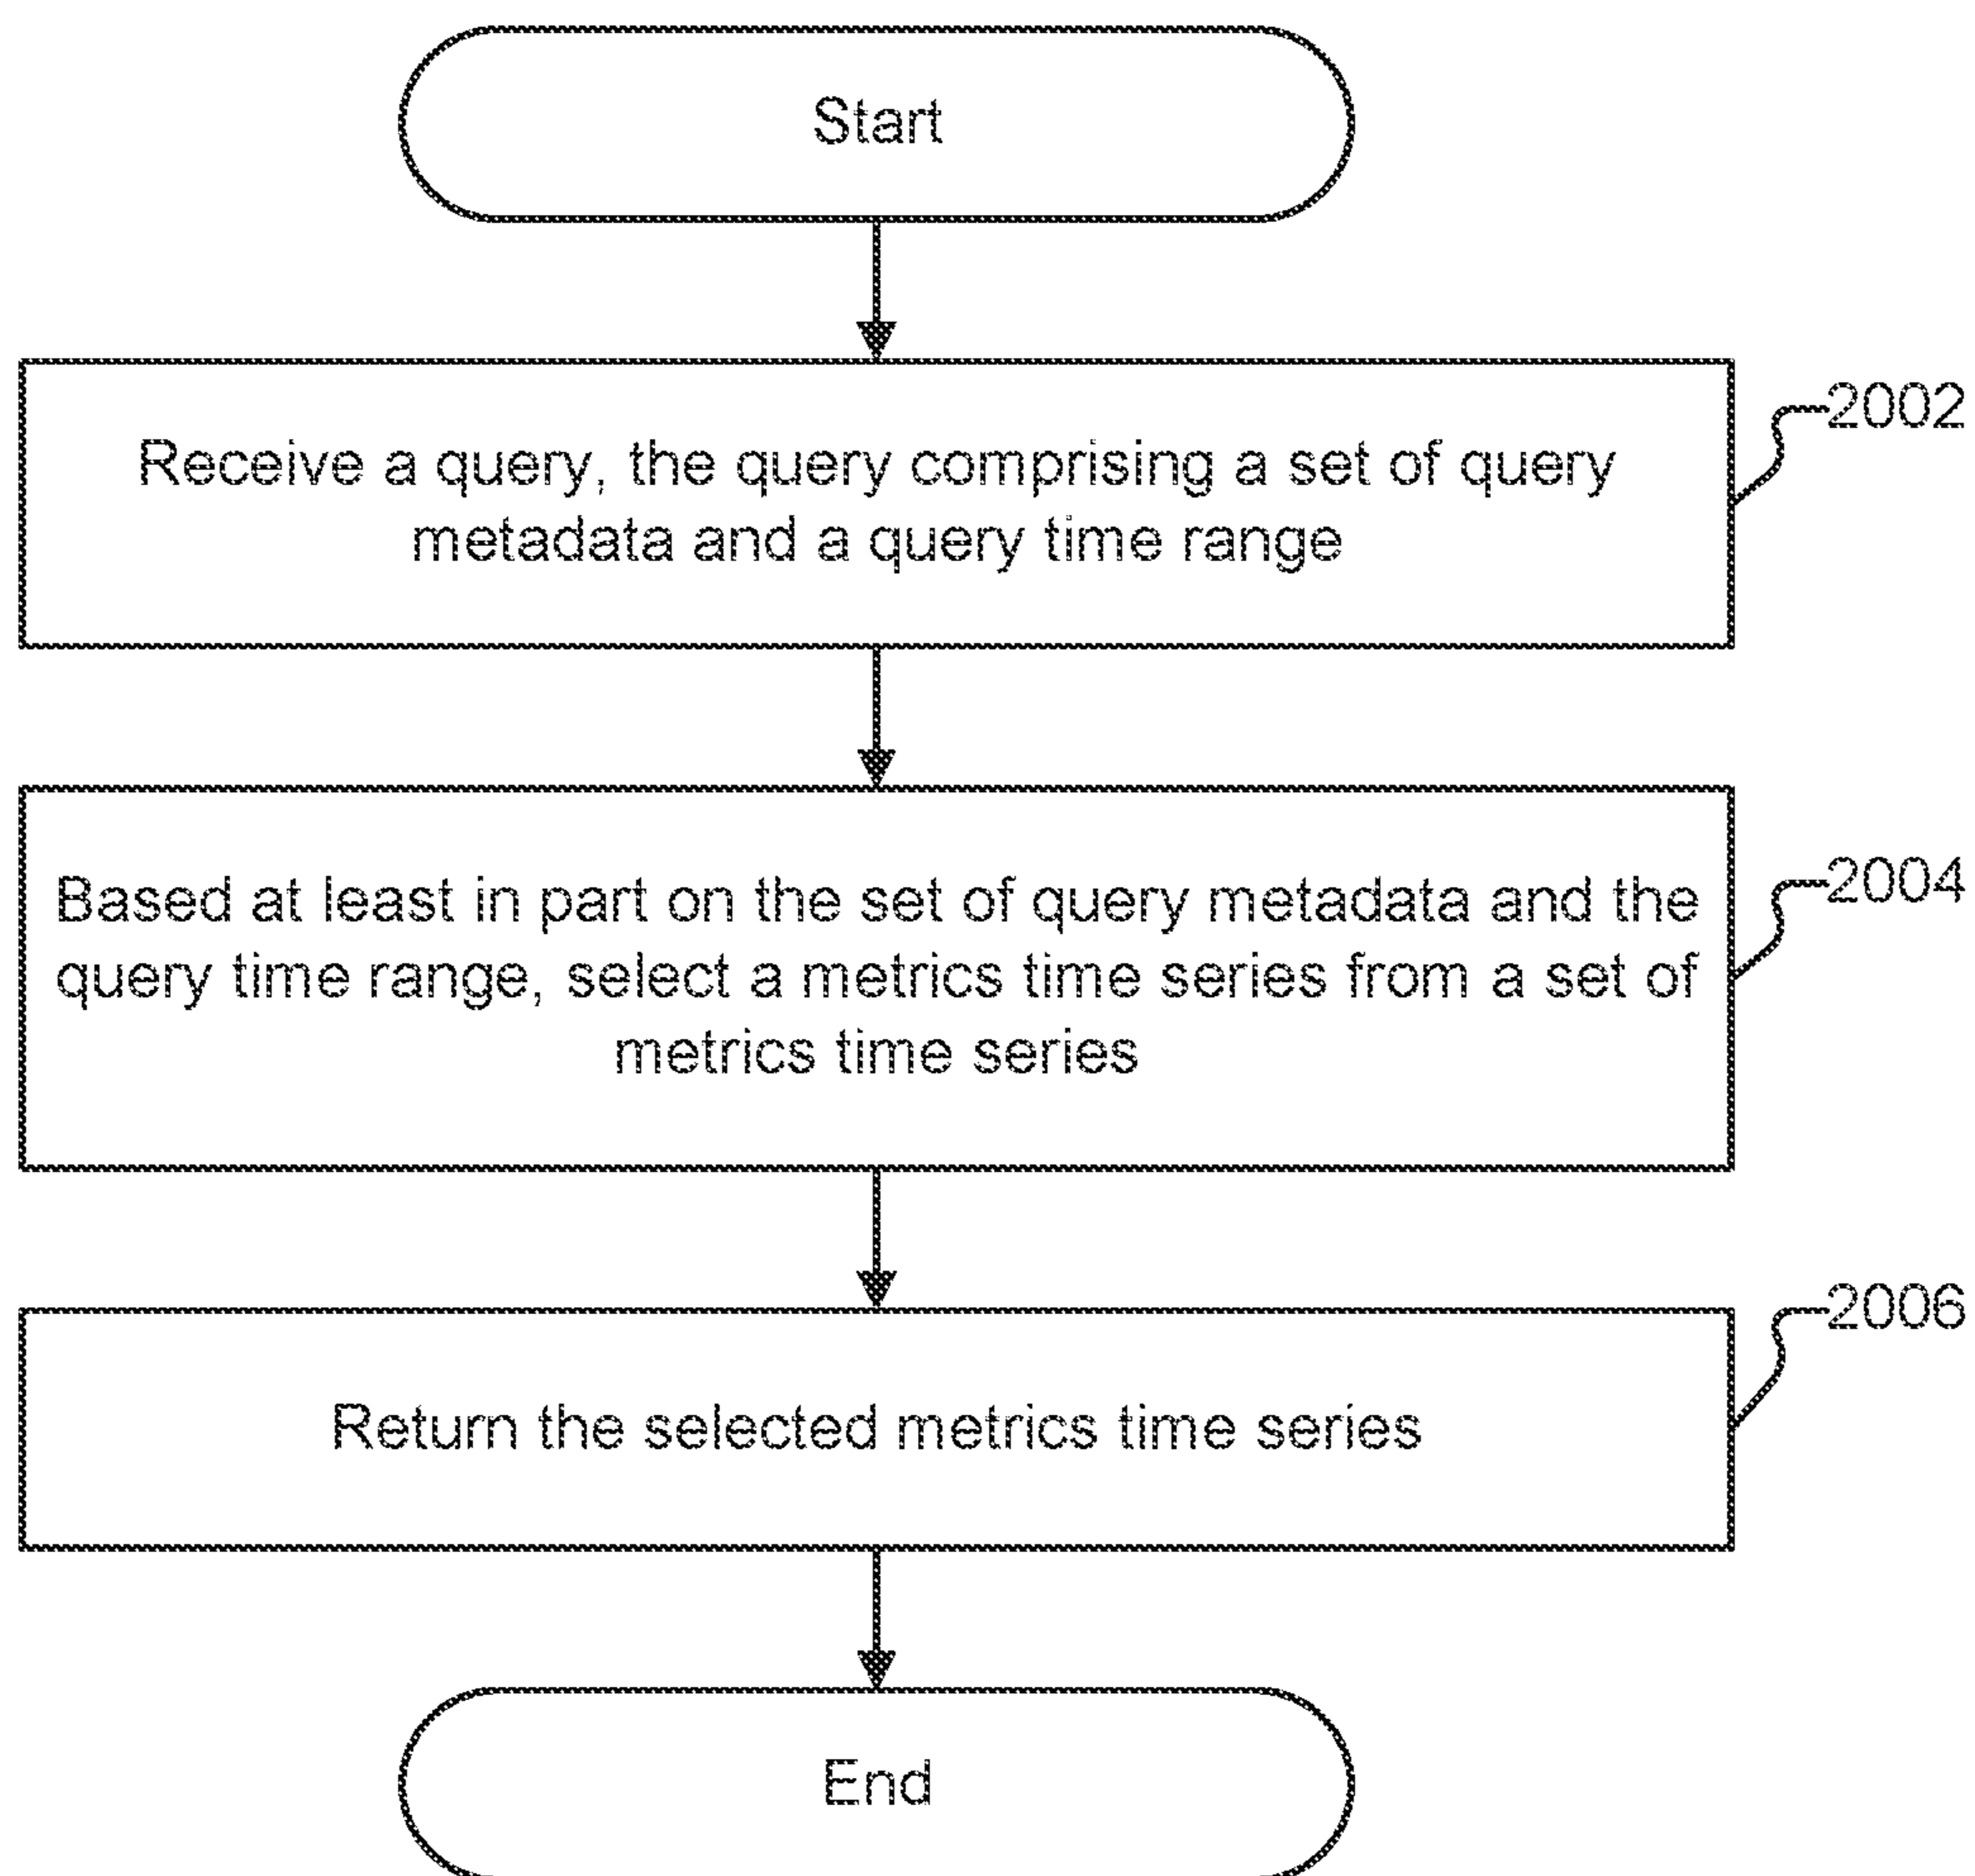 Start
2002
Receive a query, the query comprising a set of query
metadata and a query time range
2004
Based at least in part on the set of query metadata and the
query time range, select a metrics time series from a set of
metrics time series
2006
Return the selected metrics time series
End